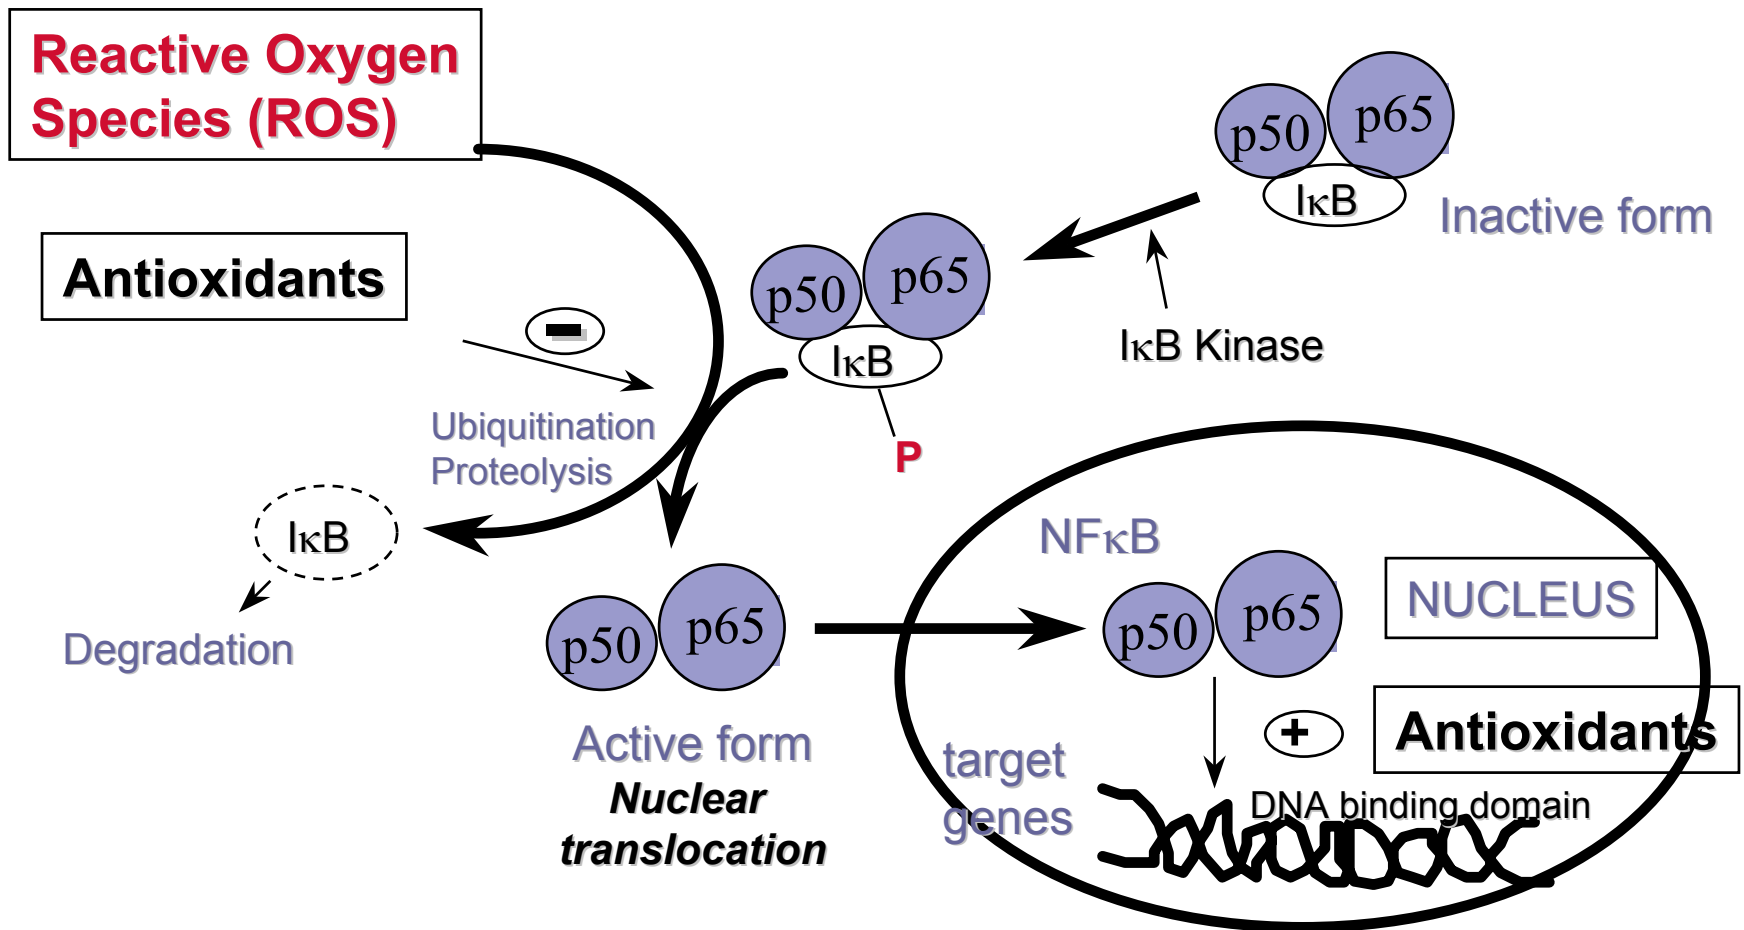 Reactive Oxygen
Species (ROS)
p50
p65
IκB
Inactive form
Antioxidants
−
p50
p65
IκB
P
IκB Kinase
Ubiquitination
Proteolysis
IκB
Degradation
p50
p65
Active form
Nuclear
translocation
NFκB
p50
p65
NUCLEUS
+
Antioxidants
target
genes
DNA binding domain